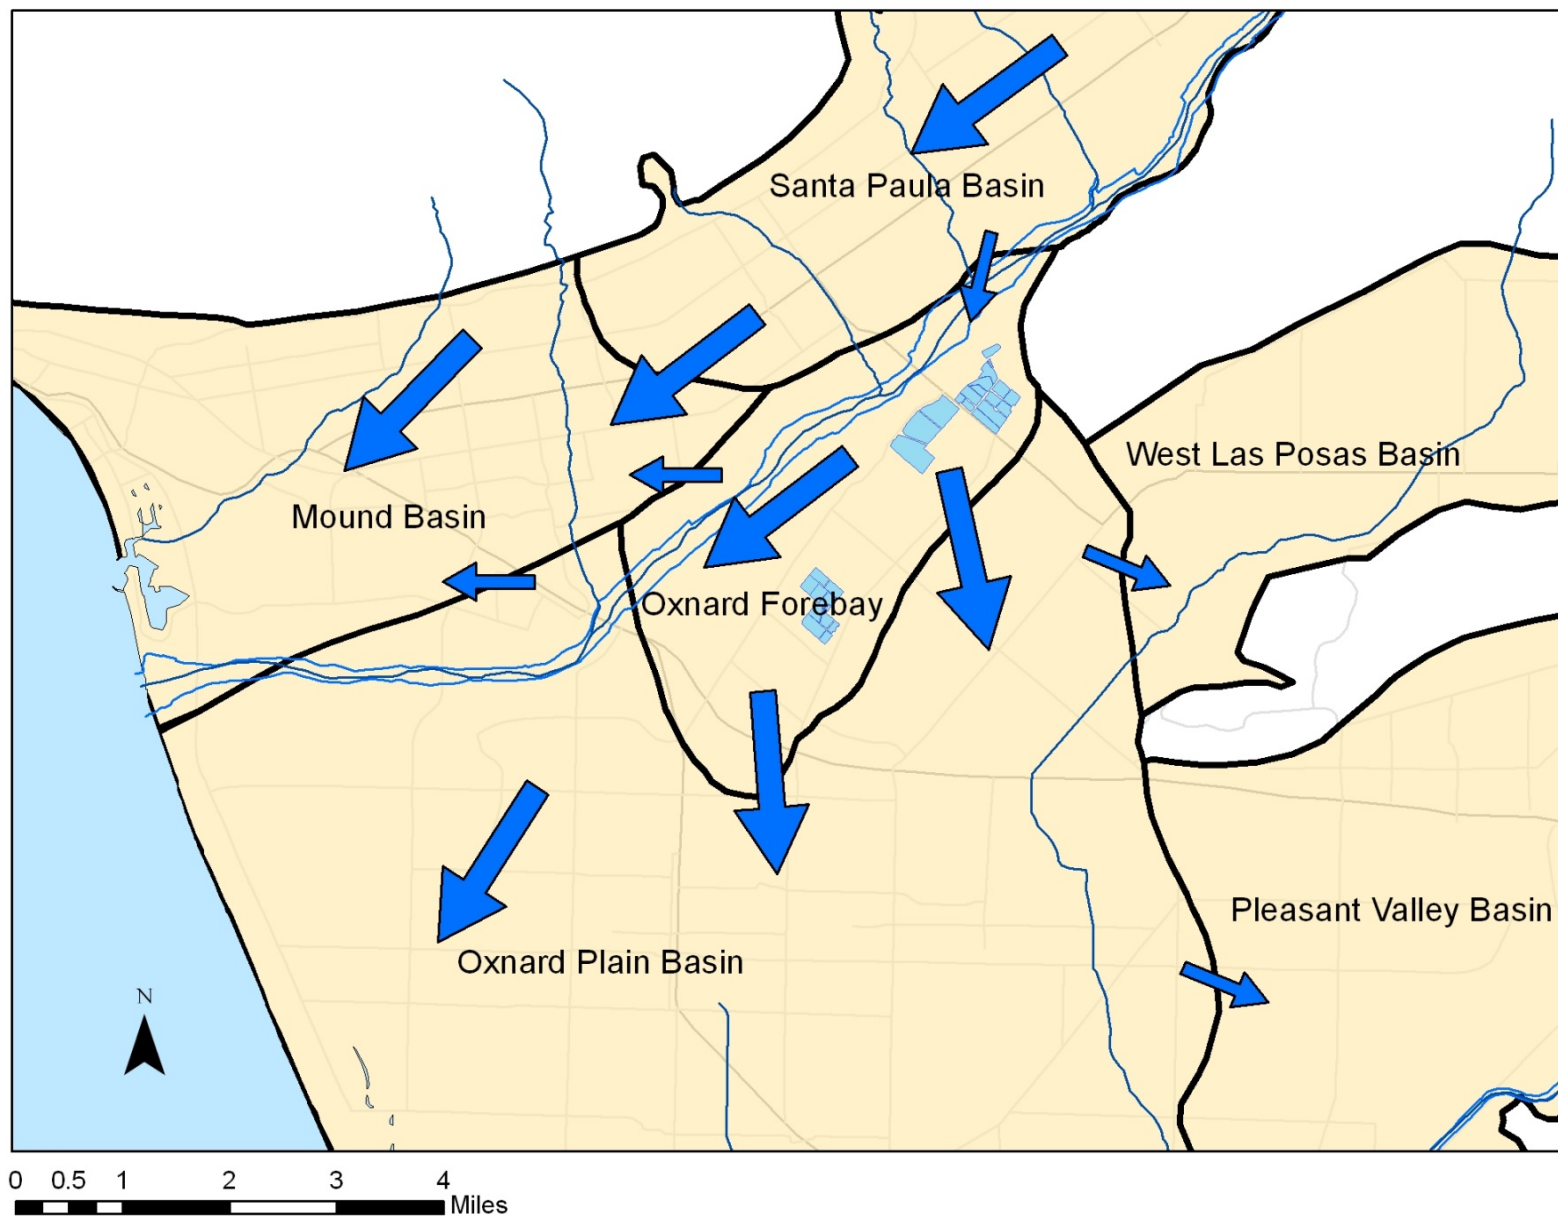 Santa Paula Basin
West Las Posas Basin
Mound Basin
Oxnard Forebay
Pleasant Valley Basin
Oxnard Plain Basin
N
0 0.5 1 2 3 4
Miles